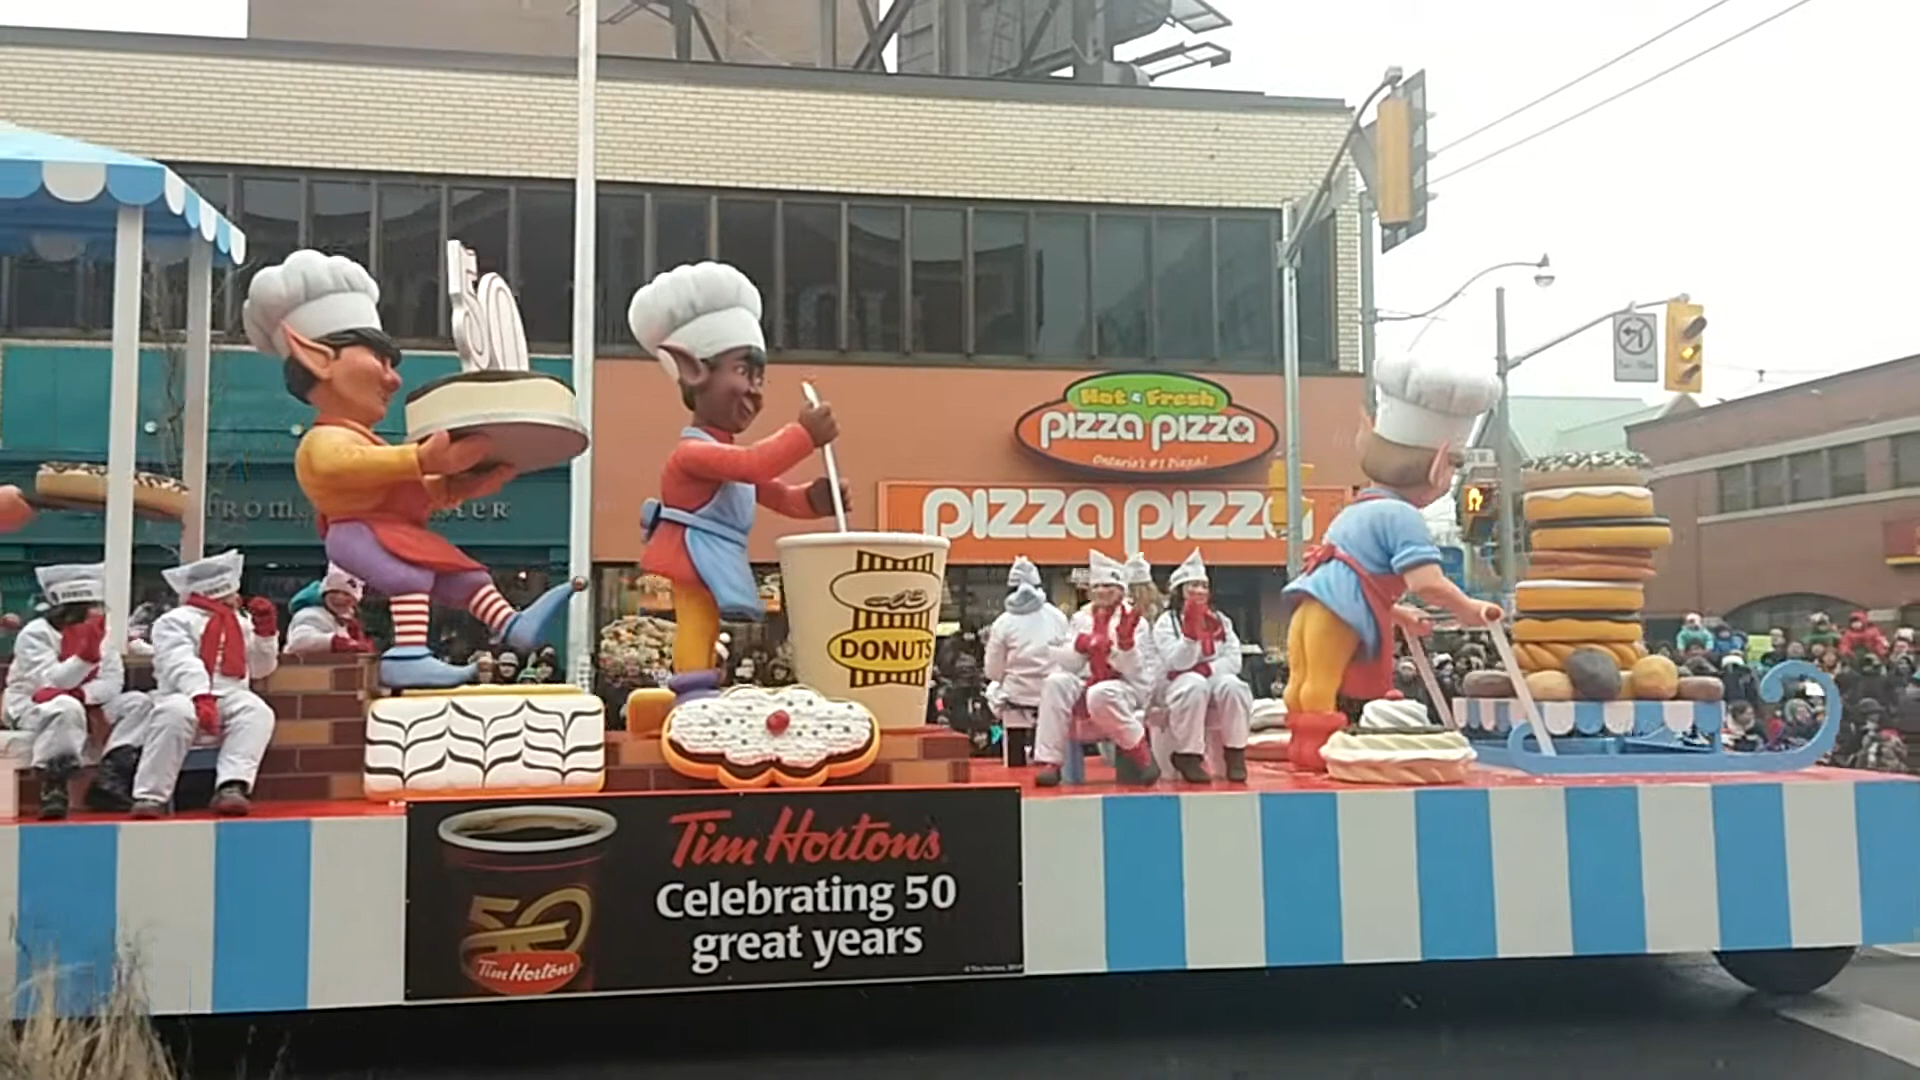 50
from
Hot & Fresh
pizza pizza
Ontario's #1 Pizza!
pizza pizza
DONUTS
Tim Hortons
Celebrating 50
great years
50
Tim Hortons